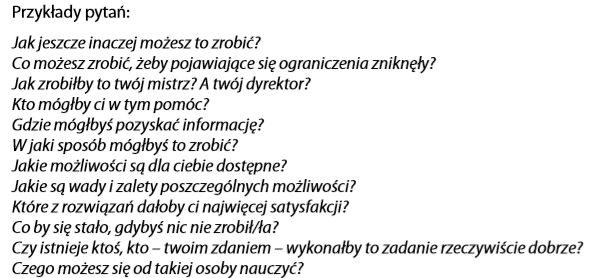 Przykłady pytań:
Jak jeszcze inaczej możesz to zrobić?
Co możesz zrobić, żeby pojawiające się ograniczenia zniknęły?
Jak zrobiłby to twój mistrz? A twój dyrektor?
Kto mógłby ci w tym pomóc?
Gdzie mógłbyś pozyskać informację?
W jaki sposób mógłbyś to zrobić?
Jakie możliwości są dla ciebie dostępne?
Jakie są wady i zalety poszczególnych możliwości?
Które z rozwiązań dałoby ci najwięcej satysfakcji?
Co by się stało, gdybyś nic nie zrobił/ła?
Czy istnieje ktoś, kto – twoim zdaniem – wykonałby to zadanie rzeczywiście dobrze?
Czego możesz się od takiej osoby nauczyć?